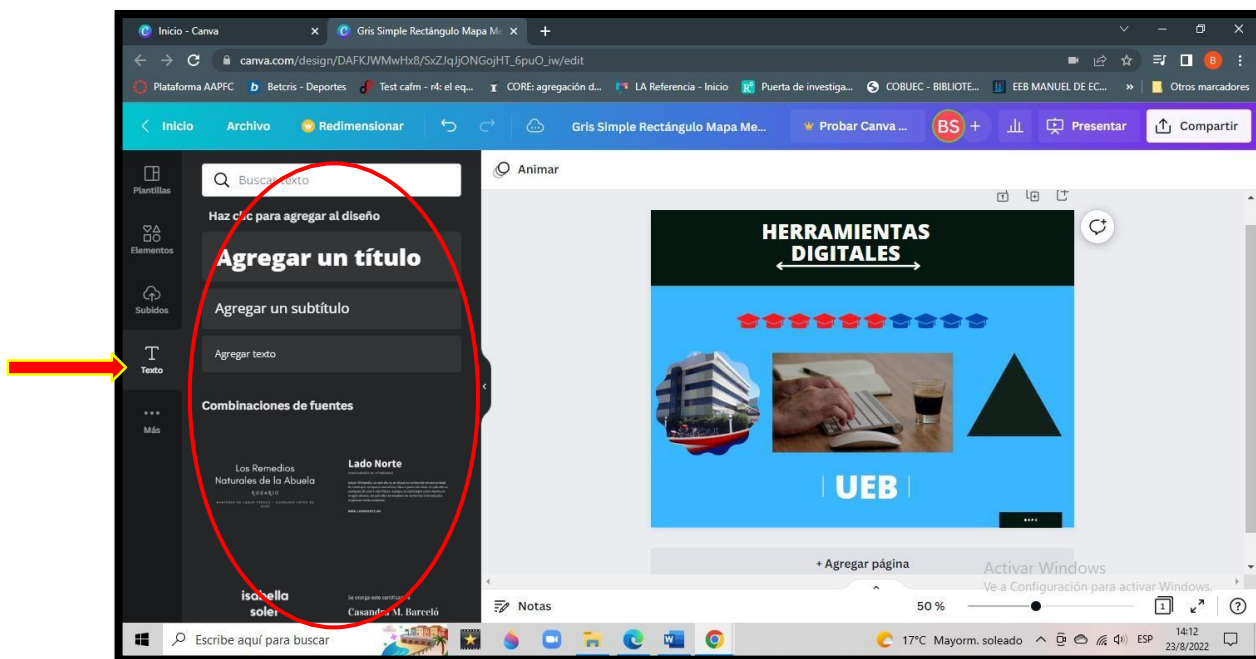 Inicio - Canva
Gris Simple Rectángulo Mapa Me
canva.com/design/DAFKJWMwHx8/SxZJqJjONGojHT_6puO_iw/edit
Plataforma AAPFC
Betcris - Deportes
Test cafm - r4: el eq...
CORE: agregación d...
LA Referencia - Inicio
Puerta de investiga...
COBUEC - BIBLIOTE...
EEB MANUEL DE EC...
Otros marcadores
Inicio
Archivo
Redimensionar
Gris Simple Rectángulo Mapa Me...
Probar Canva ...
BS
Presentar
Compartir
Plantillas
Elementos
Subidos
Texto
Más
Buscar texto
Haz clic para agregar al diseño
Agregar un título
Agregar un subtítulo
Agregar texto
Combinaciones de fuentes
Los Remedios
Naturales de la Abuela
ROSARIO
Lado Norte
isabella
soler
Se otorga este certificado a
Casandra M. Barceló
Animar
HERRAMIENTAS
DIGITALES
UEB
+ Agregar página
Activar Windows
Ve a Configuración para activar Windows.
Notas
50 %
1
Escribe aquí para buscar
17°C Mayorm. soleado
ESP
14:12
23/8/2022